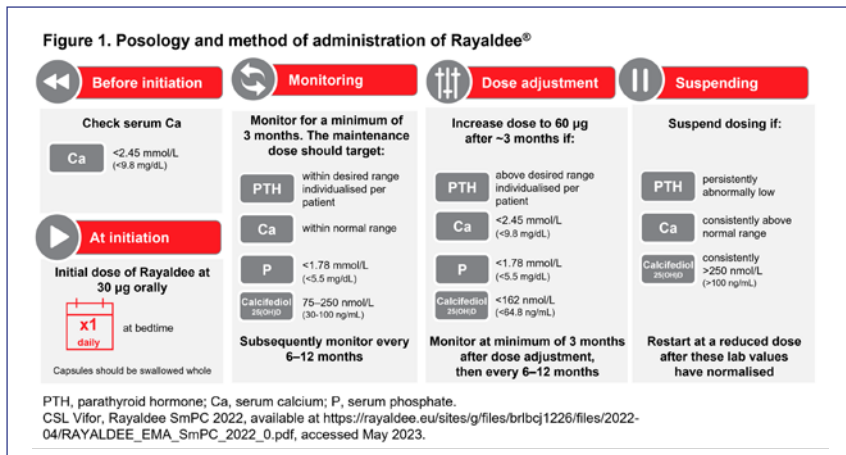 Figure 1. Posology and method of administration of Rayaldee®
Before initiation
Check serum Ca
Ca
<2.45 mmol/L
(<9.8 mg/dL)
At initiation
Initial dose of Rayaldee at
30 µg orally
x1
daily
at bedtime
Capsules should be swallowed whole
Monitoring
Monitor for a minimum of
3 months. The maintenance
dose should target:
PTH
within desired range
individualised per
patient
Ca
within normal range
P
<1.78 mmol/L
(<5.5 mg/dL)
Calcifediol
25(OH)D
75–250 nmol/L
(30-100 ng/mL)
Subsequently monitor every
6–12 months
Dose adjustment
Increase dose to 60 µg
after ~3 months if:
PTH
above desired range
individualised per
patient
Ca
<2.45 mmol/L
(<9.8 mg/dL)
P
<1.78 mmol/L
(<5.5 mg/dL)
Calcifediol
25(OH)D
<162 nmol/L
(<64.8 ng/mL)
Monitor at minimum of 3 months
after dose adjustment,
then every 6–12 months
Suspending
Suspend dosing if:
PTH
persistently
abnormally low
Ca
consistently above
normal range
Calcifediol
25(OH)D
consistently
>250 nmol/L
(>100 ng/mL)
Restart at a reduced dose
after these lab values
have normalised
PTH, parathyroid hormone; Ca, serum calcium; P, serum phosphate.
CSL Vifor, Rayaldee SmPC 2022, available at https://rayaldee.eu/sites/g/files/brlbcj1226/files/2022-
04/RAYALDEE_EMA_SmPC_2022_0.pdf, accessed May 2023.